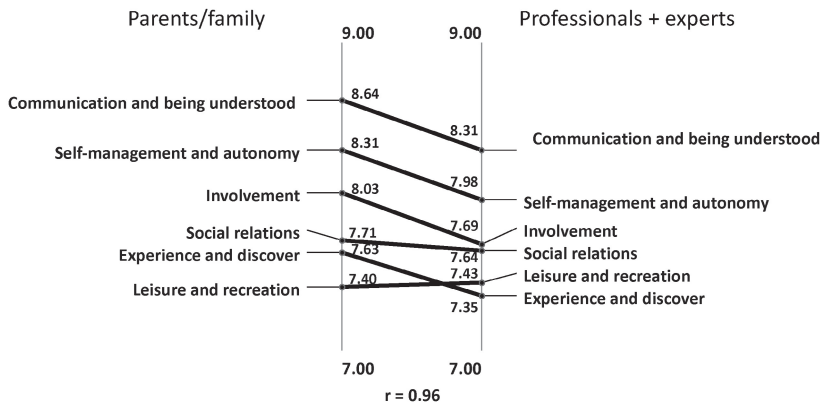 Parents/family
Professionals + experts
9.00
9.00
Communication and being understood
8.64
8.31
Communication and being understood
Self-management and autonomy
8.31
7.98
Self-management and autonomy
Involvement
8.03
7.69
Involvement
Social relations
7.71
7.64
Social relations
Experience and discover
7.63
7.43
Leisure and recreation
Leisure and recreation
7.40
7.35
Experience and discover
7.00
7.00
r = 0.96